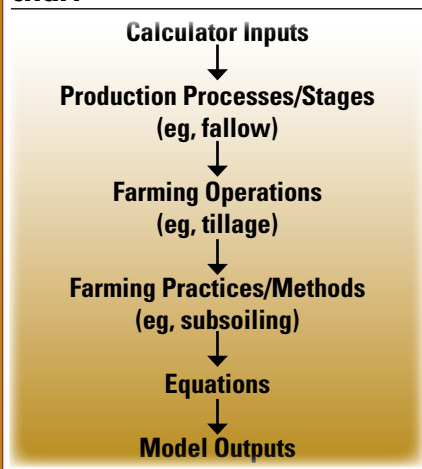 Calculator Inputs
Production Processes/Stages
(eg, fallow)
Farming Operations
(eg, tillage)
Farming Practices/Methods
(eg, subsoiling)
Equations
Model Outputs